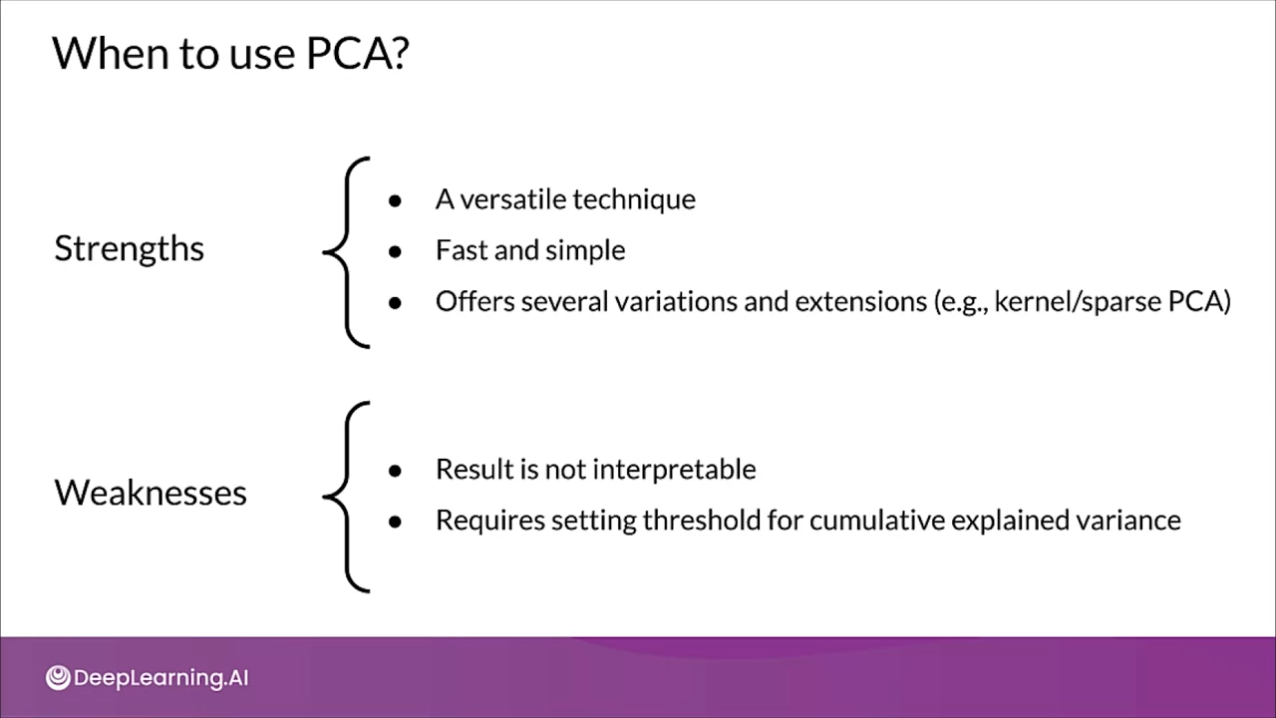 When to use PCA?
Strengths
● A versatile technique
● Fast and simple
● Offers several variations and extensions (e.g., kernel/sparse PCA)
Weaknesses
● Result is not interpretable
● Requires setting threshold for cumulative explained variance
DeepLearning.AI